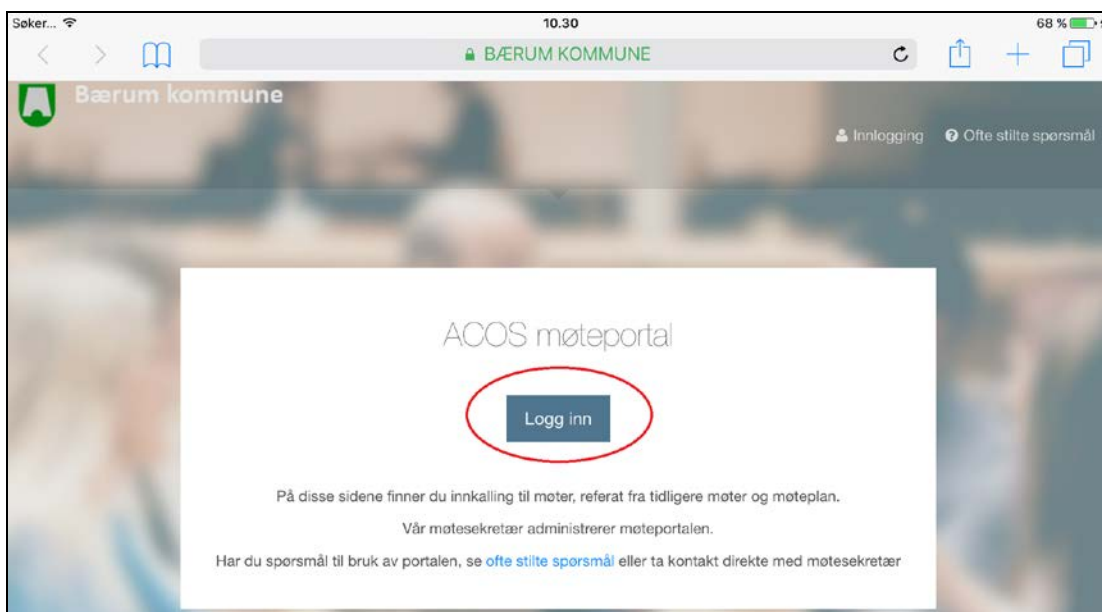 Søker...
10.30
68 %
BÆRUM KOMMUNE
Bærum kommune
Innlogging
Ofte stilte spørsmål
ACOS møteportal
Logg inn
På disse sidene finner du innkalling til møter, referat fra tidligere møter og møteplan.
Vår møtesekretær administrerer møteportalen.
Har du spørsmål til bruk av portalen, se ofte stilte spørsmål eller ta kontakt direkte med møtesekretær